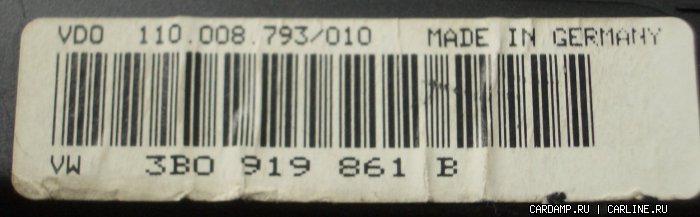 VDO 110.008.793/010 MADE IN GERMANY
VW 3B0 919 861 B
CARDAMP.RU | CARLINE.RU